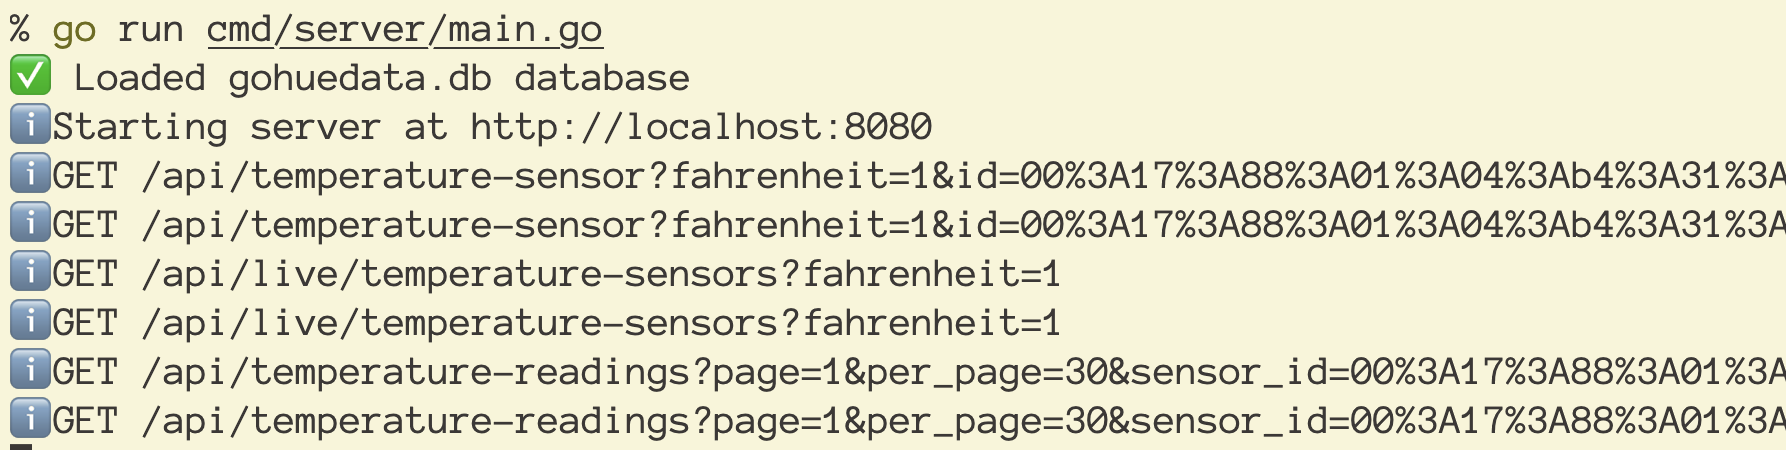 % go run cmd/server/main.go
✅ Loaded gohuedata.db database
ℹ️Starting server at http://localhost:8080
ℹ️GET /api/temperature-sensor?fahrenheit=1&id=00%3A17%3A88%3A01%3A04%3Ab4%3A31%3A
ℹ️GET /api/temperature-sensor?fahrenheit=1&id=00%3A17%3A88%3A01%3A04%3Ab4%3A31%3A
ℹ️GET /api/live/temperature-sensors?fahrenheit=1
ℹ️GET /api/live/temperature-sensors?fahrenheit=1
ℹ️GET /api/temperature-readings?page=1&per_page=30&sensor_id=00%3A17%3A88%3A01%3A
ℹ️GET /api/temperature-readings?page=1&per_page=30&sensor_id=00%3A17%3A88%3A01%3A